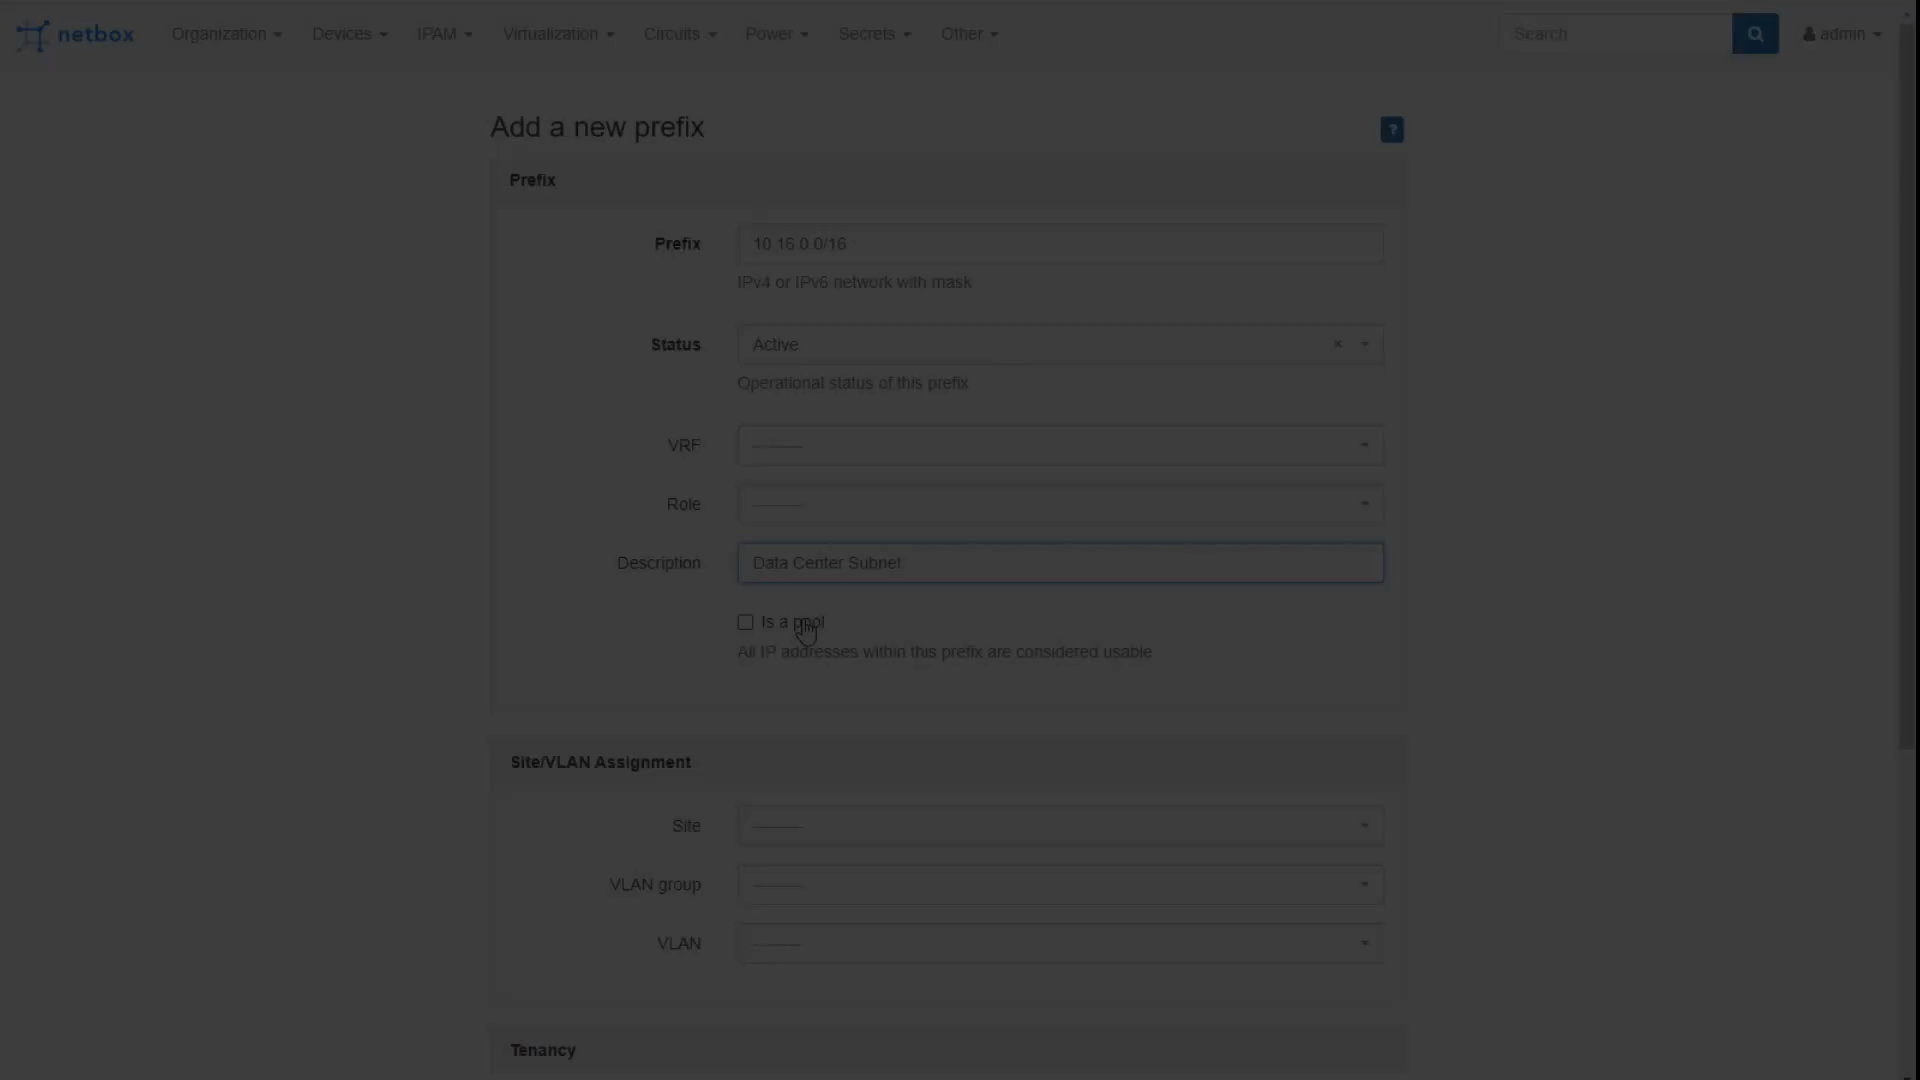 netbox Organization Devices IPAM Virtualization Circuits Power Secrets Other Search admin
Add a new prefix ?
Prefix
Prefix 10.16.0.0/16
IPv4 or IPv6 network with mask
Status Active × 
Operational status of this prefix
VRF ---------
Role ---------
Description Data Center Subnet
Is a pool
All IP addresses within this prefix are considered usable
Site/VLAN Assignment
Site ---------
VLAN group ---------
VLAN ---------
Tenancy